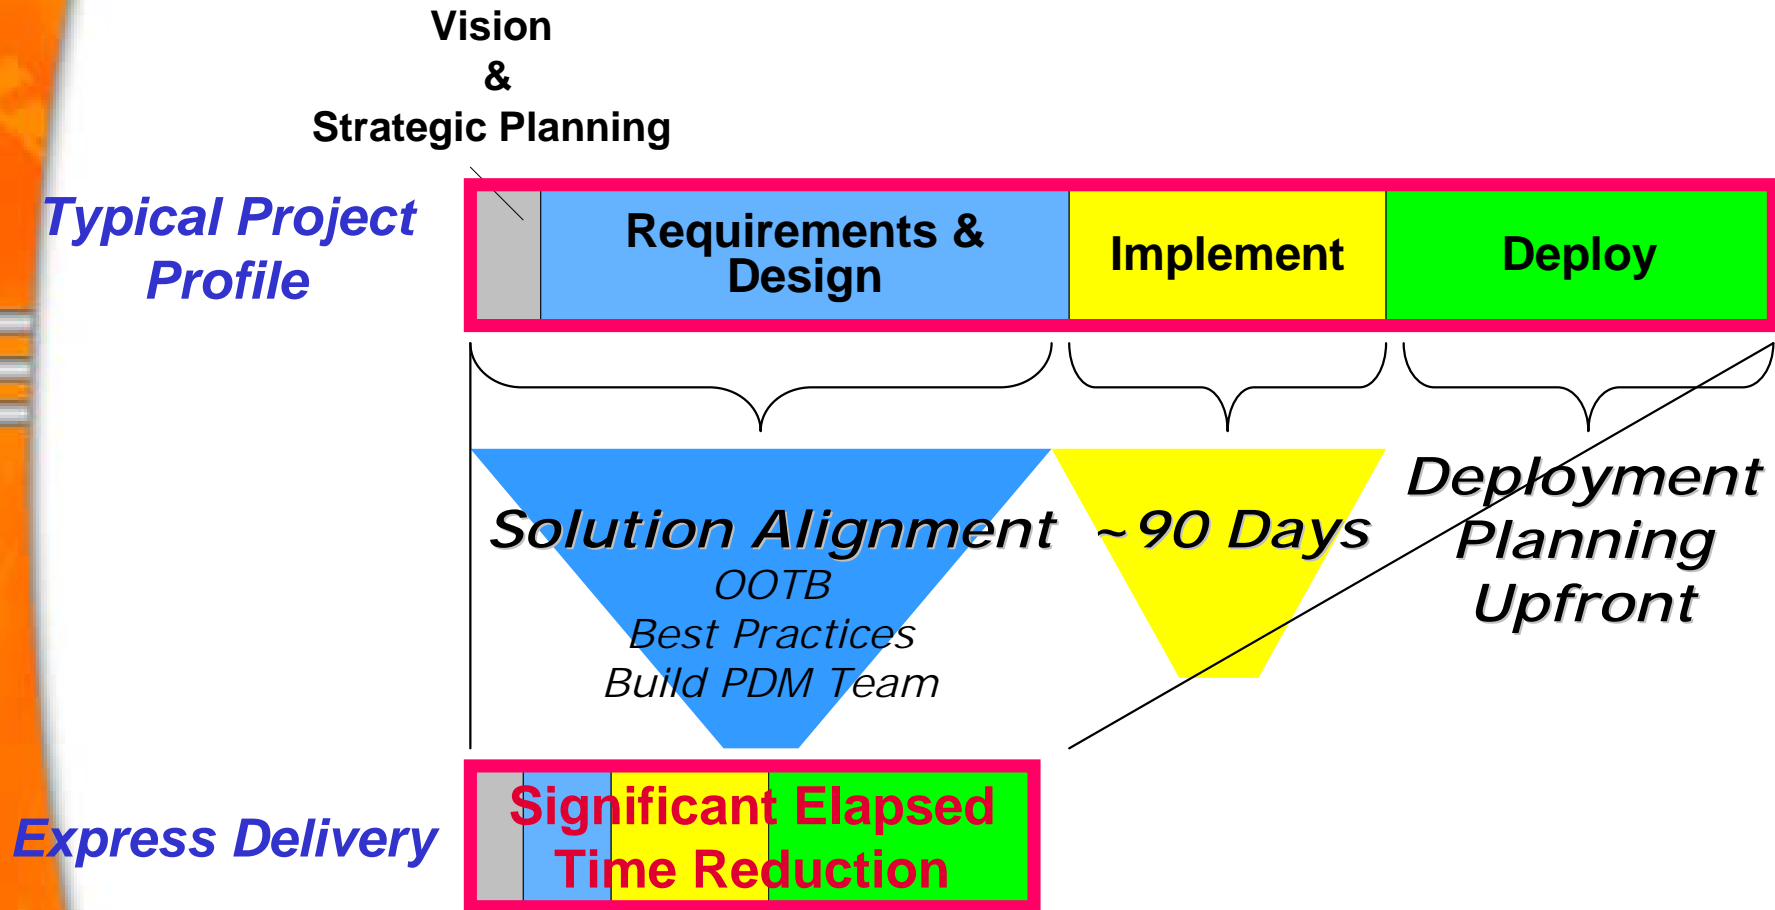 Vision
&
Strategic Planning
Typical Project
Profile
Requirements &
Design
Implement
Deploy
Solution Alignment
OOTB
Best Practices
Build PDM Team
~90 Days
Deployment
Planning
Upfront
Express Delivery
Significant Elapsed
Time Reduction